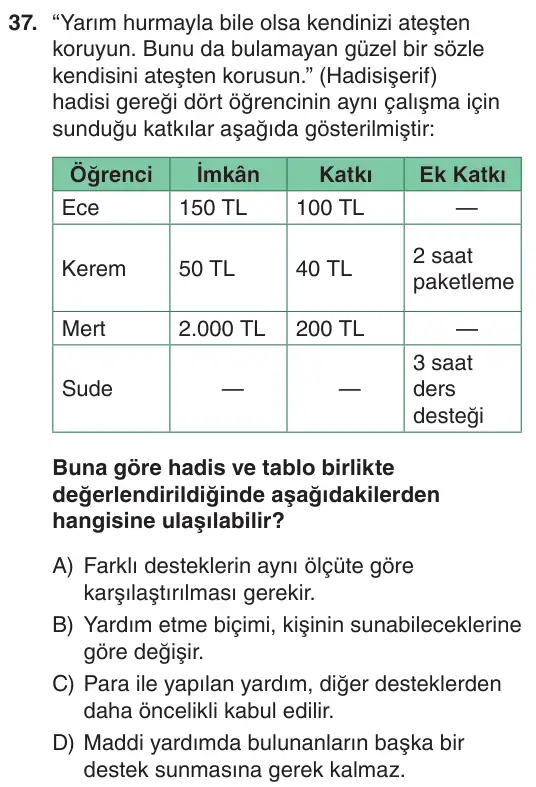 37. “Yarım hurmayla bile olsa kendinizi ateşten
koruyun. Bunu da bulamayan güzel bir sözle
kendisini ateşten korusun.” (Hadisişerif)
hadisi gereği dört öğrencinin aynı çalışma için
sunduğu katkılar aşağıda gösterilmiştir:
Öğrenci İmkân Katkı Ek Katkı
Ece 150 TL 100 TL —
Kerem 50 TL 40 TL 2 saat
paketleme
Mert 2.000 TL 200 TL —
Sude — — 3 saat
ders
desteği
Buna göre hadis ve tablo birlikte
değerlendirildiğinde aşağıdakilerden
hangisine ulaşılabilir?
A) Farklı desteklerin aynı ölçüte göre
karşılaştırılması gerekir.
B) Yardım etme biçimi, kişinin sunabileceklerine
göre değişir.
C) Para ile yapılan yardım, diğer desteklerden
daha öncelikli kabul edilir.
D) Maddi yardımda bulunanların başka bir
destek sunmasına gerek kalmaz.